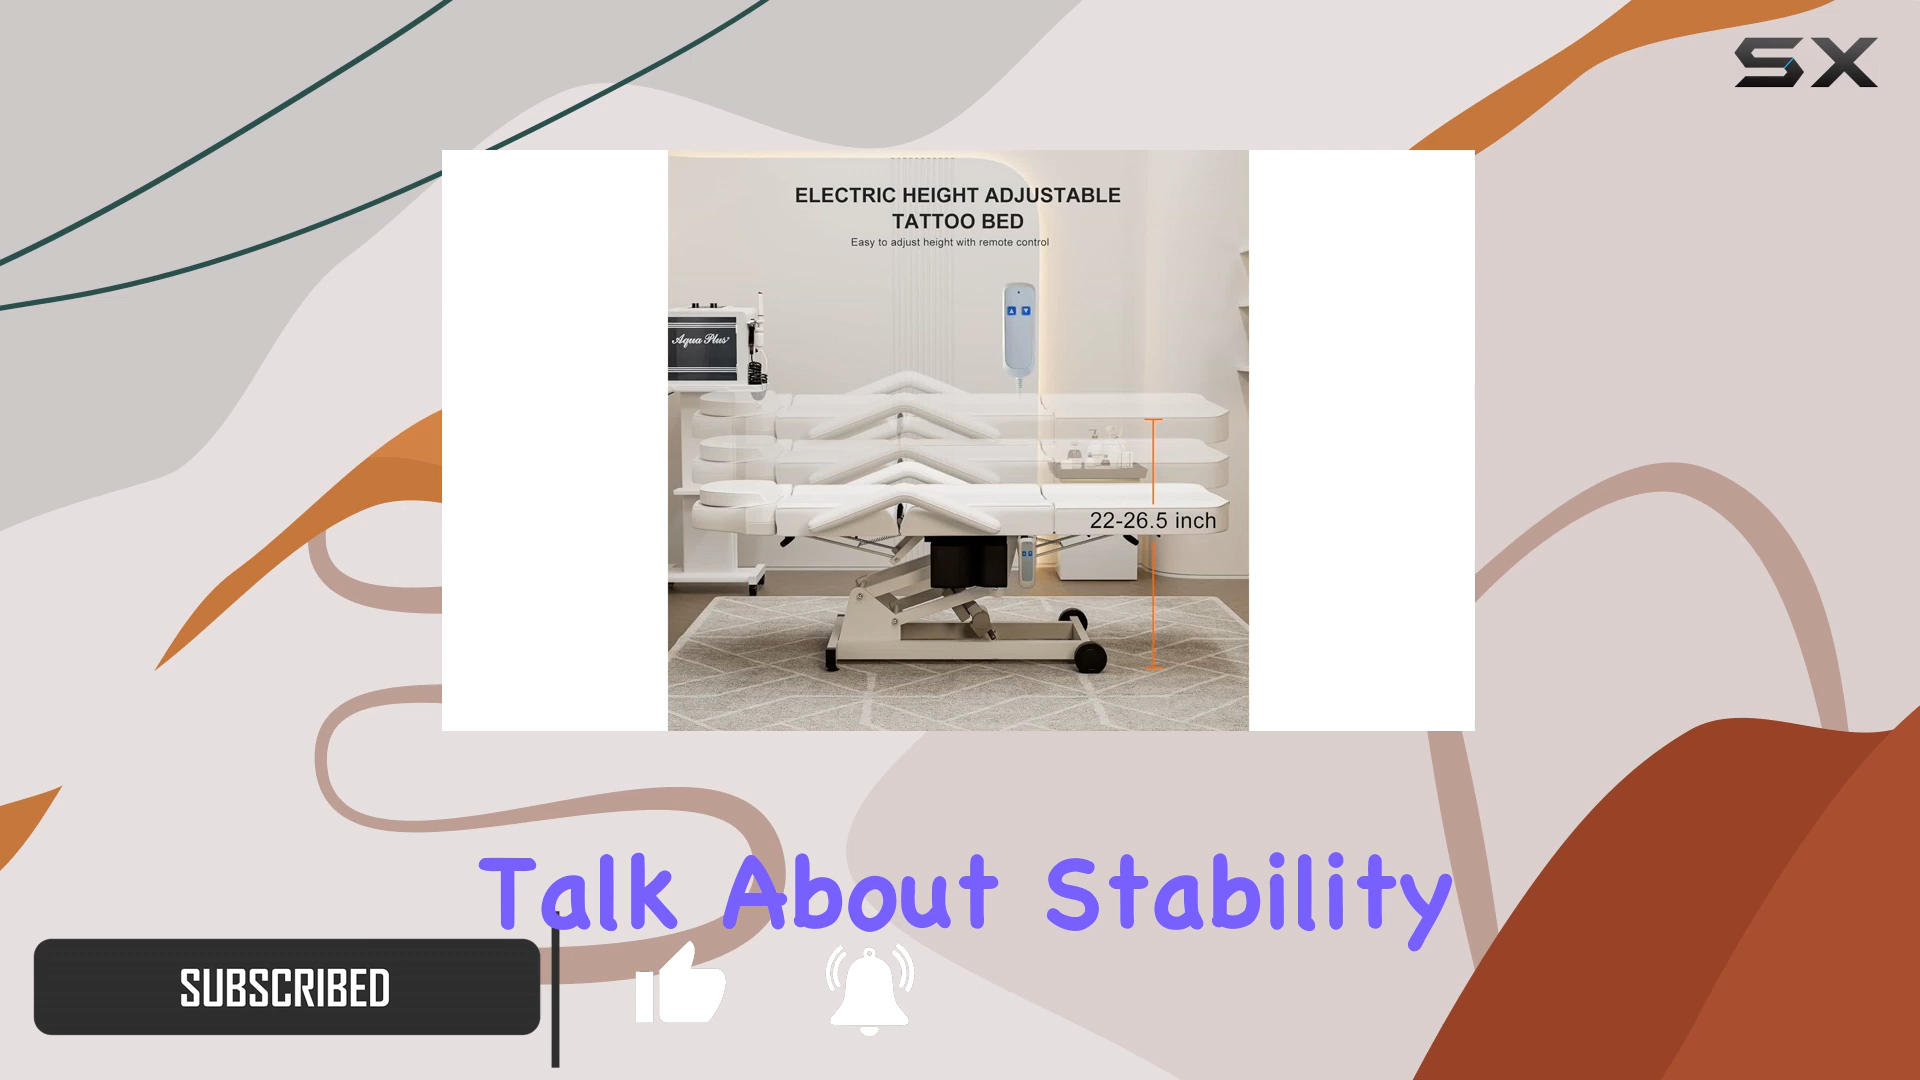 SX
ELECTRIC HEIGHT ADJUSTABLE
TATTOO BED
Easy to adjust height with remote control
Aqua Plus+
22-26.5 inch
Talk About Stability
SUBSCRIBED